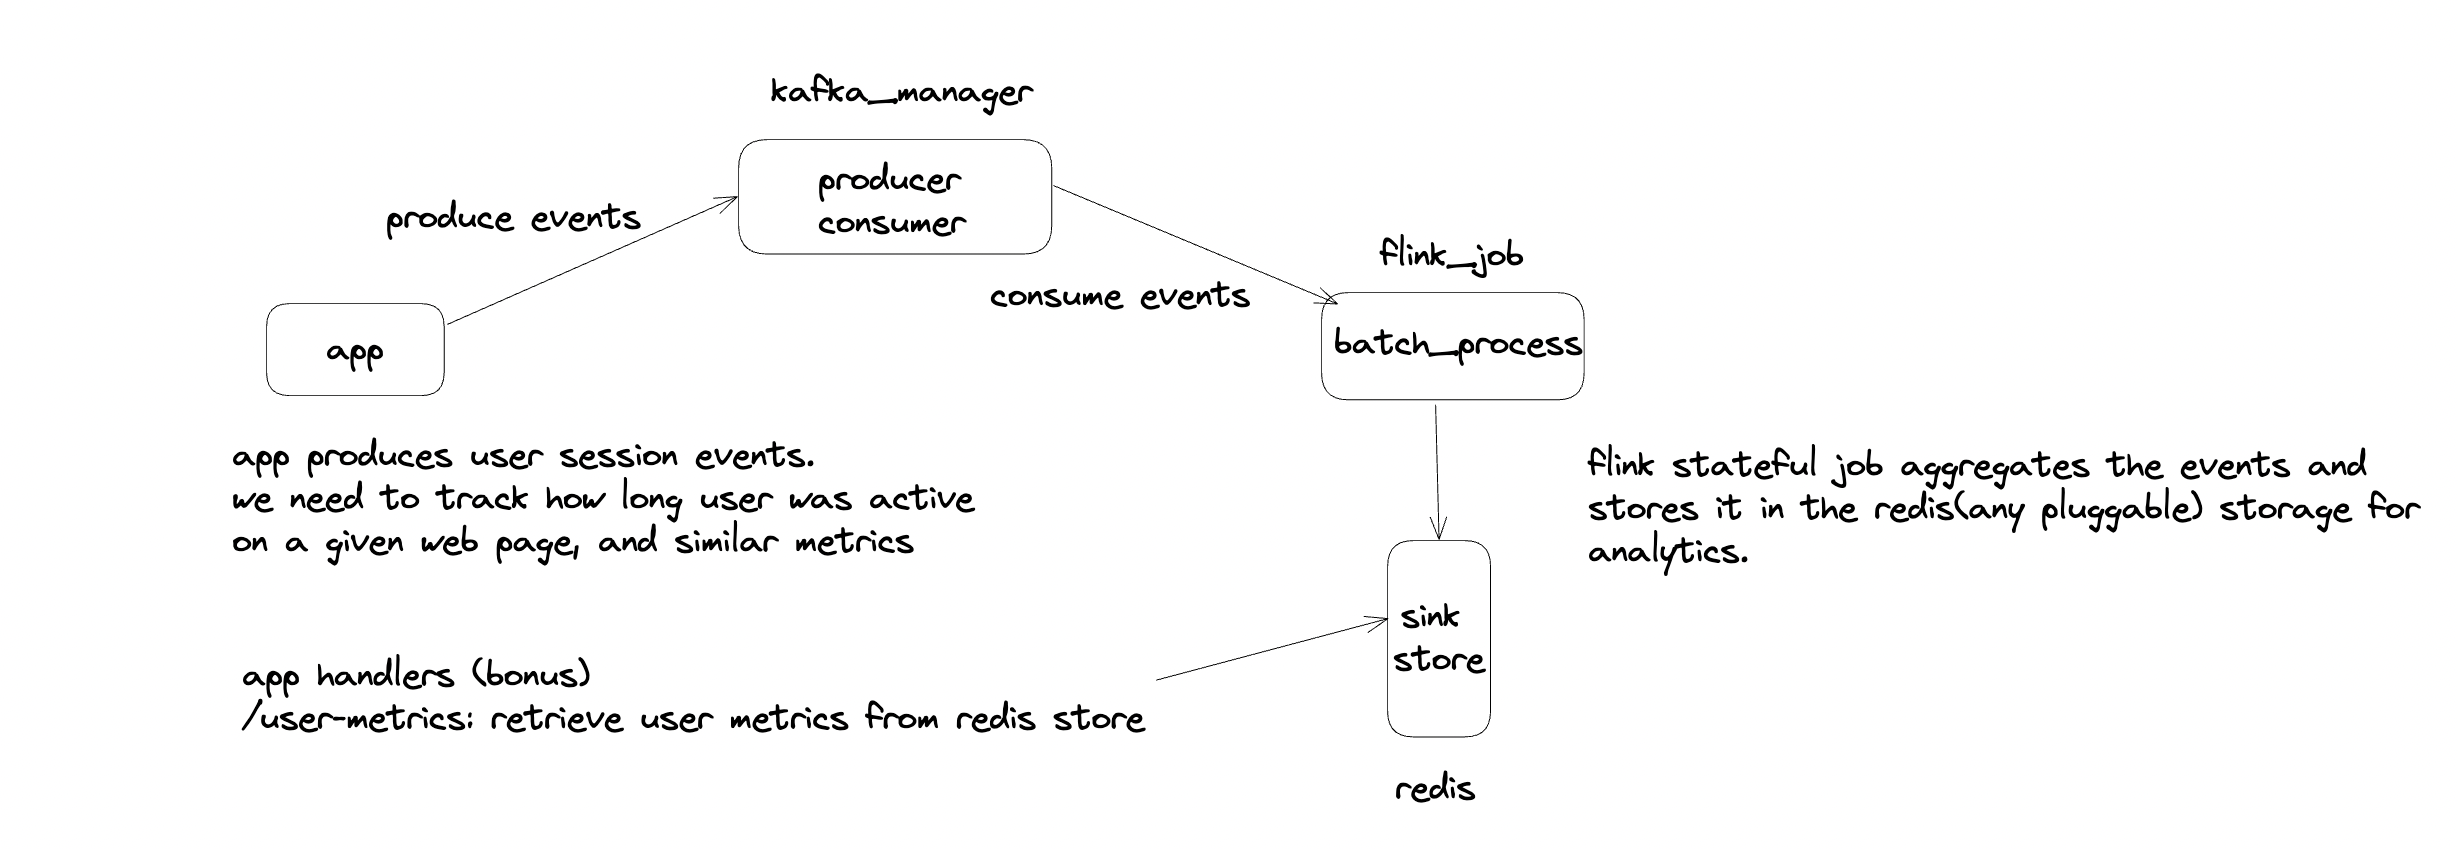 kafka_manager
producer
consumer
produce events
flink_job
consume events
batch_process
app
app produces user session events.
we need to track how long user was active
on a given web page, and similar metrics
flink stateful job aggregates the events and
stores it in the redis(any pluggable) storage for
analytics.
sink
store
app handlers (bonus)
/user-metrics: retrieve user metrics from redis store
redis